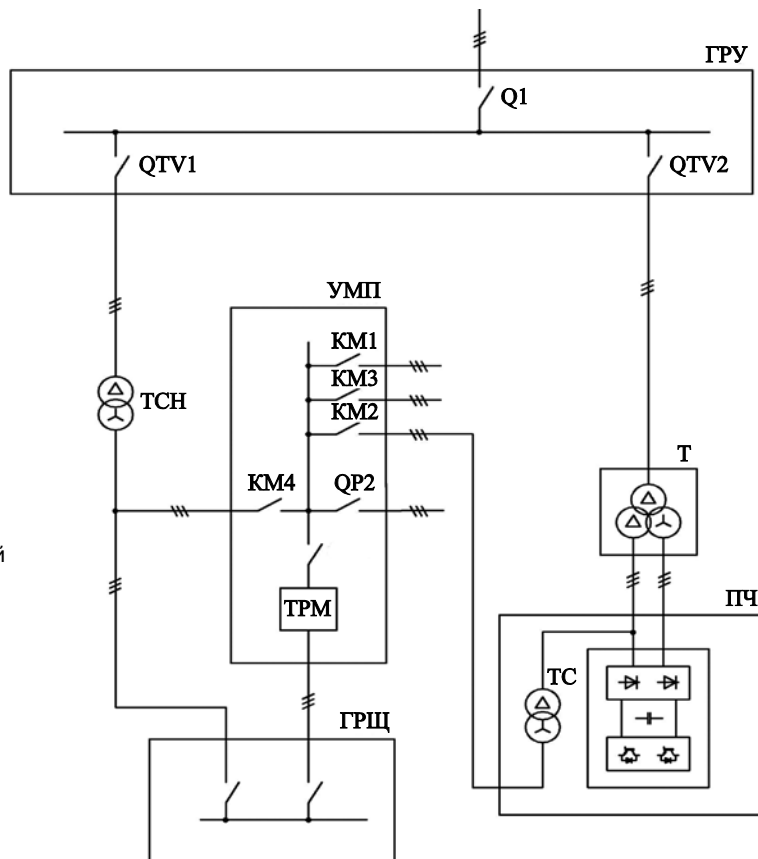 ГРУ
Q1
QTV1
QTV2
УМП
КМ1
КМ3
КМ2
ТСН
Т
КМ4
QP2
й
ТРМ
ПЧ
ТС
ГРЩ